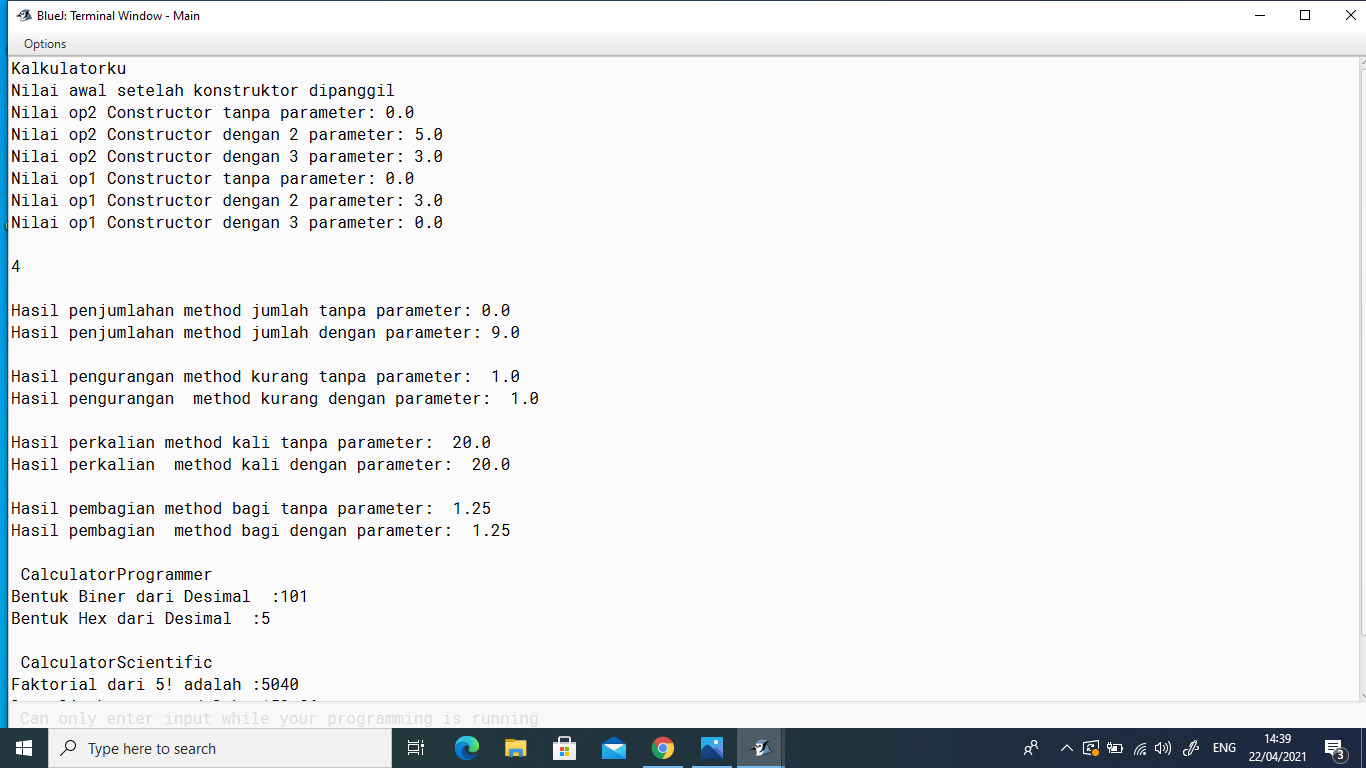 BlueJ: Terminal Window - Main
Options
Kalkulatorku
Nilai awal setelah konstruktor dipanggil
Nilai op2 Constructor tanpa parameter: 0.0
Nilai op2 Constructor dengan 2 parameter: 5.0
Nilai op2 Constructor dengan 3 parameter: 3.0
Nilai op1 Constructor tanpa parameter: 0.0
Nilai op1 Constructor dengan 2 parameter: 3.0
Nilai op1 Constructor dengan 3 parameter: 0.0
4
Hasil penjumlahan method jumlah tanpa parameter: 0.0
Hasil penjumlahan method jumlah dengan parameter: 9.0
Hasil pengurangan method kurang tanpa parameter:  1.0
Hasil pengurangan  method kurang dengan parameter:  1.0
Hasil perkalian method kali tanpa parameter:  20.0
Hasil perkalian  method kali dengan parameter:  20.0
Hasil pembagian method bagi tanpa parameter:  1.25
Hasil pembagian  method bagi dengan parameter:  1.25
CalculatorProgrammer
Bentuk Biner dari Desimal  :101
Bentuk Hex dari Desimal  :5
CalculatorScientific
Faktorial dari 5! adalah :5040
Can only enter input while your programming is running
Type here to search
ENG
14:39
22/04/2021
3